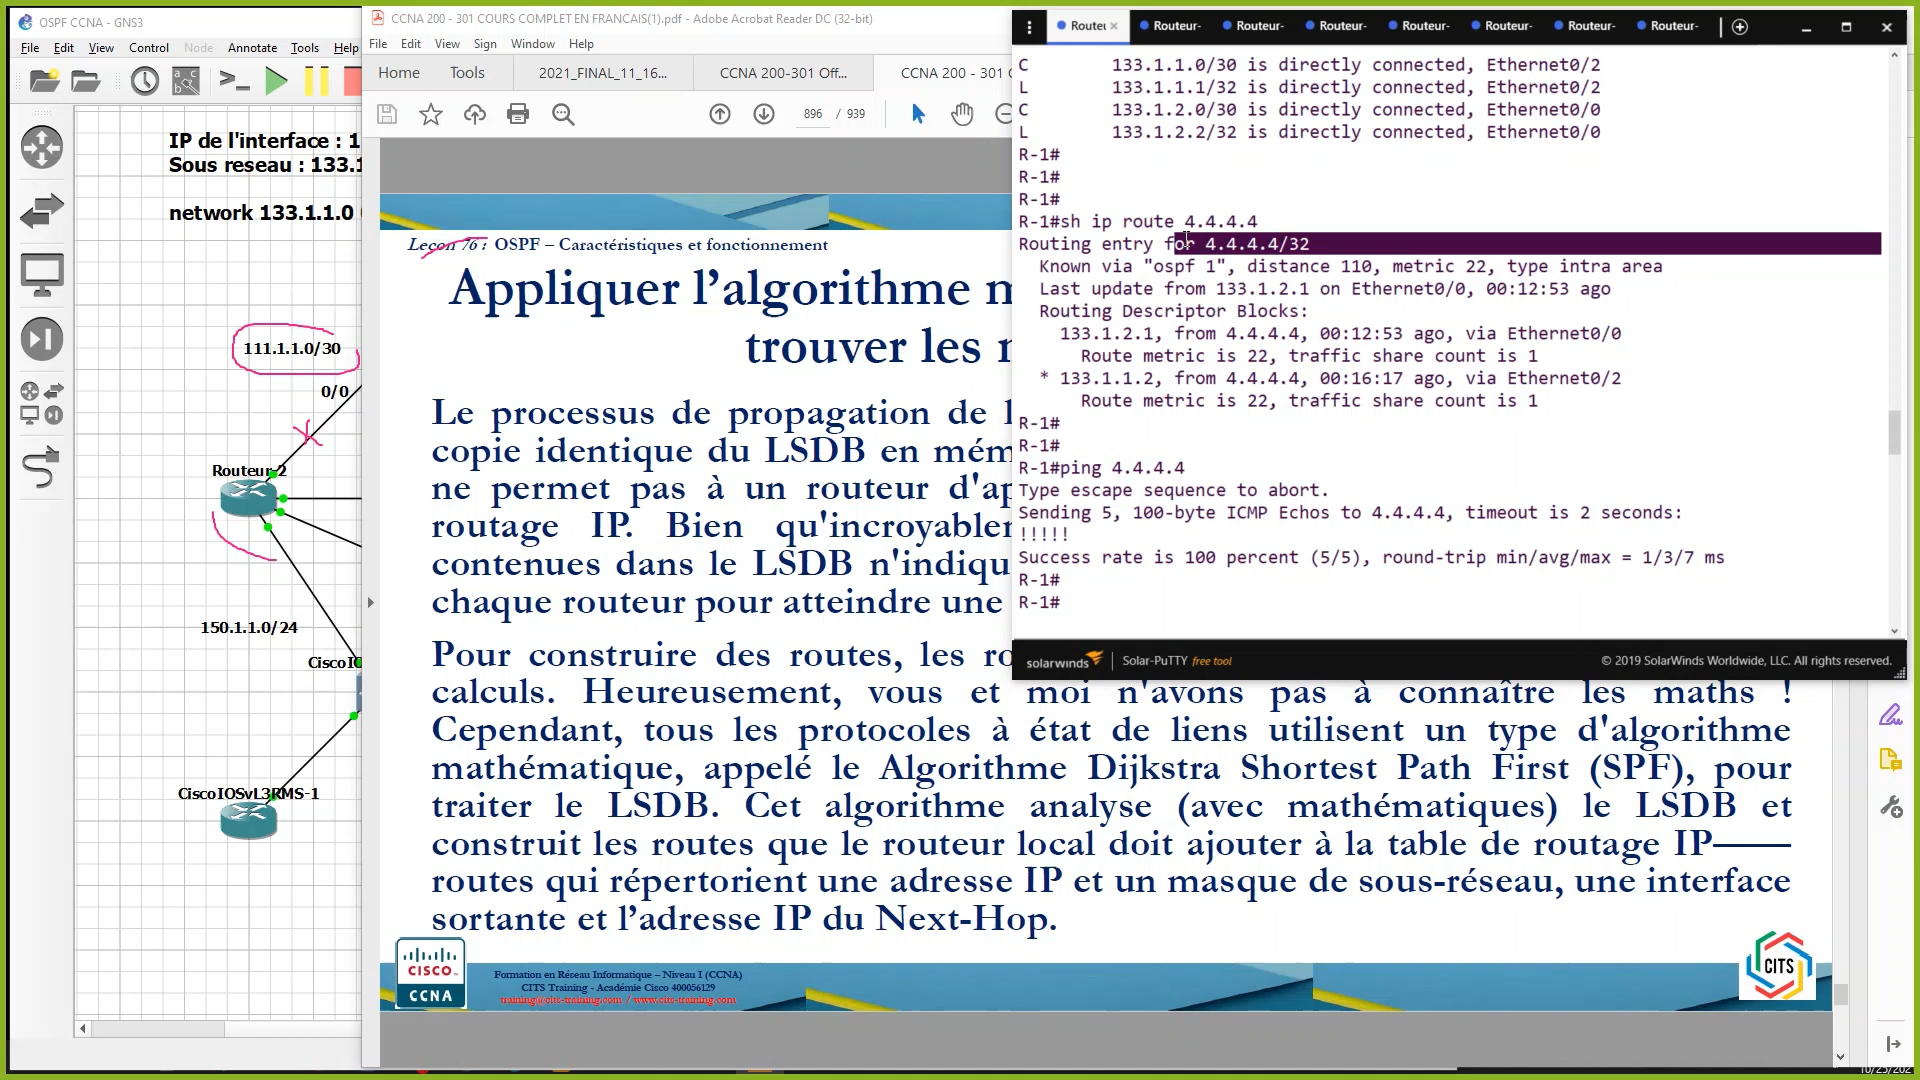 OSPF CCNA - GNS3
File Edit View Control Node Annotate Tools Help
IP de l'interface : 1
Sous reseau : 133.1
network 133.1.1.0
111.1.1.0/30
0/0
Routeur-2
150.1.1.0/24
CiscoIO
CiscoIOSvL3RMS-1
CCNA 200 - 301 COURS COMPLET EN FRANCAIS(1).pdf - Adobe Acrobat Reader DC (32-bit)
File Edit View Sign Window Help
Home Tools 2021_FINAL_11_16... CCNA 200-301 Off... CCNA 200 - 301 C
896 / 939
Leçon 76 : OSPF – Caractéristiques et fonctionnement
Appliquer l’algorithme m
trouver les
Le processus de propagation de l
copie identique du LSDB en mém
ne permet pas à un routeur d'ap
routage IP. Bien qu'incroyabler
contenues dans le LSDB n'indiqu
chaque routeur pour atteindre une
Pour construire des routes, les ro
calculs. Heureusement, vous et moi n'avons pas à connaître les maths !
Cependant, tous les protocoles à état de liens utilisent un type d'algorithme
mathématique, appelé le Algorithme Dijkstra Shortest Path First (SPF), pour
traiter le LSDB. Cet algorithme analyse (avec mathématiques) le LSDB et
construit les routes que le routeur local doit ajouter à la table de routage IP——
routes qui répertorient une adresse IP et un masque de sous-réseau, une interface
sortante et l’adresse IP du Next-Hop.
CISCO
CCNA
Formation en Réseau Informatique – Niveau I (CCNA)
CITS Training - Académie Cisco 400056129
training@cits-training.com / www.cits-training.com
CITS
Routeu Routeur- Routeur- Routeur- Routeur- Routeur- Routeur- Routeur-
C 133.1.1.0/30 is directly connected, Ethernet0/2
L 133.1.1.1/32 is directly connected, Ethernet0/2
C 133.1.2.0/30 is directly connected, Ethernet0/0
L 133.1.2.2/32 is directly connected, Ethernet0/0
R-1#
R-1#
R-1#
R-1#sh ip route 4.4.4.4
Routing entry for 4.4.4.4/32
Known via "ospf 1", distance 110, metric 22, type intra area
Last update from 133.1.2.1 on Ethernet0/0, 00:12:53 ago
Routing Descriptor Blocks:
133.1.2.1, from 4.4.4.4, 00:12:53 ago, via Ethernet0/0
Route metric is 22, traffic share count is 1
* 133.1.1.2, from 4.4.4.4, 00:16:17 ago, via Ethernet0/2
Route metric is 22, traffic share count is 1
R-1#
R-1#
R-1#ping 4.4.4.4
Type escape sequence to abort.
Sending 5, 100-byte ICMP Echos to 4.4.4.4, timeout is 2 seconds:
!!!!!
Success rate is 100 percent (5/5), round-trip min/avg/max = 1/3/7 ms
R-1#
R-1#
solarwinds Solar-PuTTY free tool © 2019 SolarWinds Worldwide, LLC. All rights reserved.